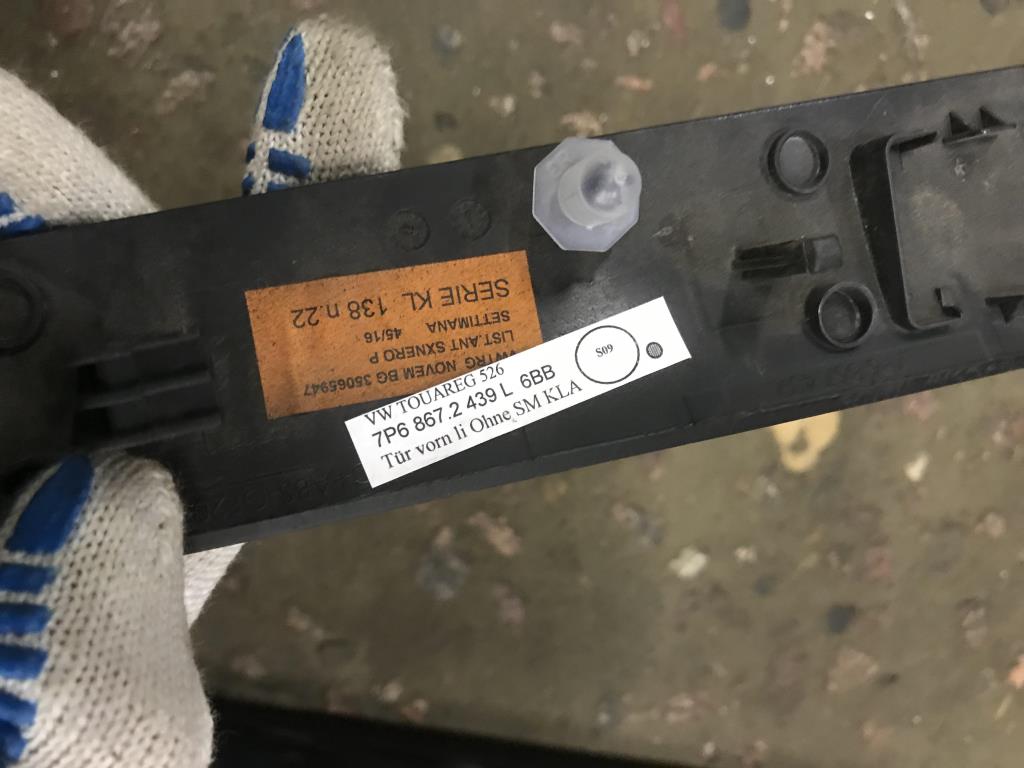 VW TOUAREG 526
7P6 867.2 439 L 6BB
Tür vorn li Ohne SM KLA
S09
NOVEM BG 35065947
LIST.ANT SXNERO P
SETTIMANA 45/16
SERIE KL 138 n.22